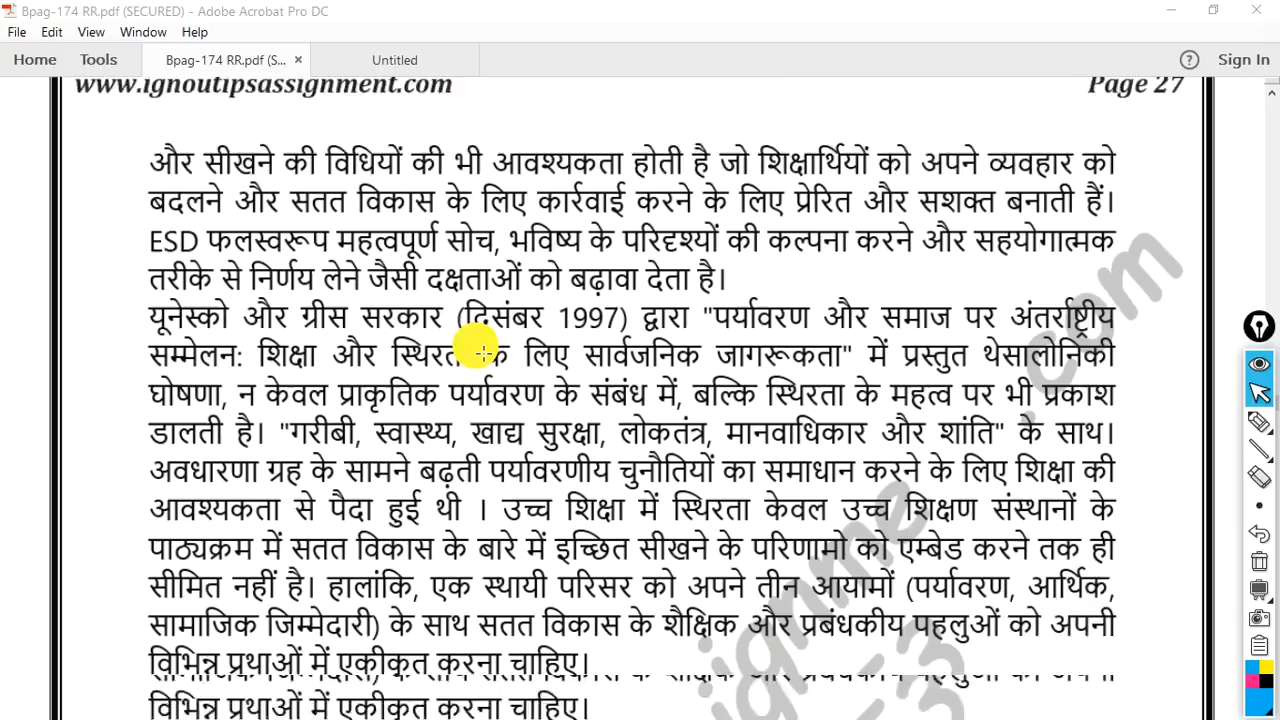 Bpag-174 RR.pdf (SECURED) - Adobe Acrobat Pro DC
File Edit View Window Help
Home Tools Bpag-174 RR.pdf (S... × Untitled ? Sign In
www.ignoutipsassignment.com Page 27
और सीखने की विधियों की भी आवश्यकता होती है जो शिक्षार्थियों को अपने व्यवहार को
बदलने और सतत विकास के लिए कार्रवाई करने के लिए प्रेरित और सशक्त बनाती हैं।
ESD फलस्वरूप महत्वपूर्ण सोच, भविष्य के परिदृश्यों की कल्पना करने और सहयोगात्मक
तरीके से निर्णय लेने जैसी दक्षताओं को बढ़ावा देता है।
यूनेस्को और ग्रीस सरकार (दिसंबर 1997) द्वारा "पर्यावरण और समाज पर अंतर्राष्ट्रीय
सम्मेलन: शिक्षा और स्थिरता के लिए सार्वजनिक जागरूकता" में प्रस्तुत थेसालोनिकी
घोषणा, न केवल प्राकृतिक पर्यावरण के संबंध में, बल्कि स्थिरता के महत्व पर भी प्रकाश
डालती है। "गरीबी, स्वास्थ्य, खाद्य सुरक्षा, लोकतंत्र, मानवाधिकार और शांति" के साथ।
अवधारणा ग्रह के सामने बढ़ती पर्यावरणीय चुनौतियों का समाधान करने के लिए शिक्षा की
आवश्यकता से पैदा हुई थी । उच्च शिक्षा में स्थिरता केवल उच्च शिक्षण संस्थानों के
पाठ्यक्रम में सतत विकास के बारे में इच्छित सीखने के परिणामो को एम्बेड करने तक ही
सीमित नहीं है। हालांकि, एक स्थायी परिसर को अपने तीन आयामों (पर्यावरण, आर्थिक,
सामाजिक जिम्मेदारी) के साथ सतत विकास के शैक्षिक और प्रबंधकीय पहलुओं को अपनी
विभिन्न प्रथाओं में एकीकृत करना चाहिए।
विभिन्न प्रथाओं में एकीकृत करना चाहिए।